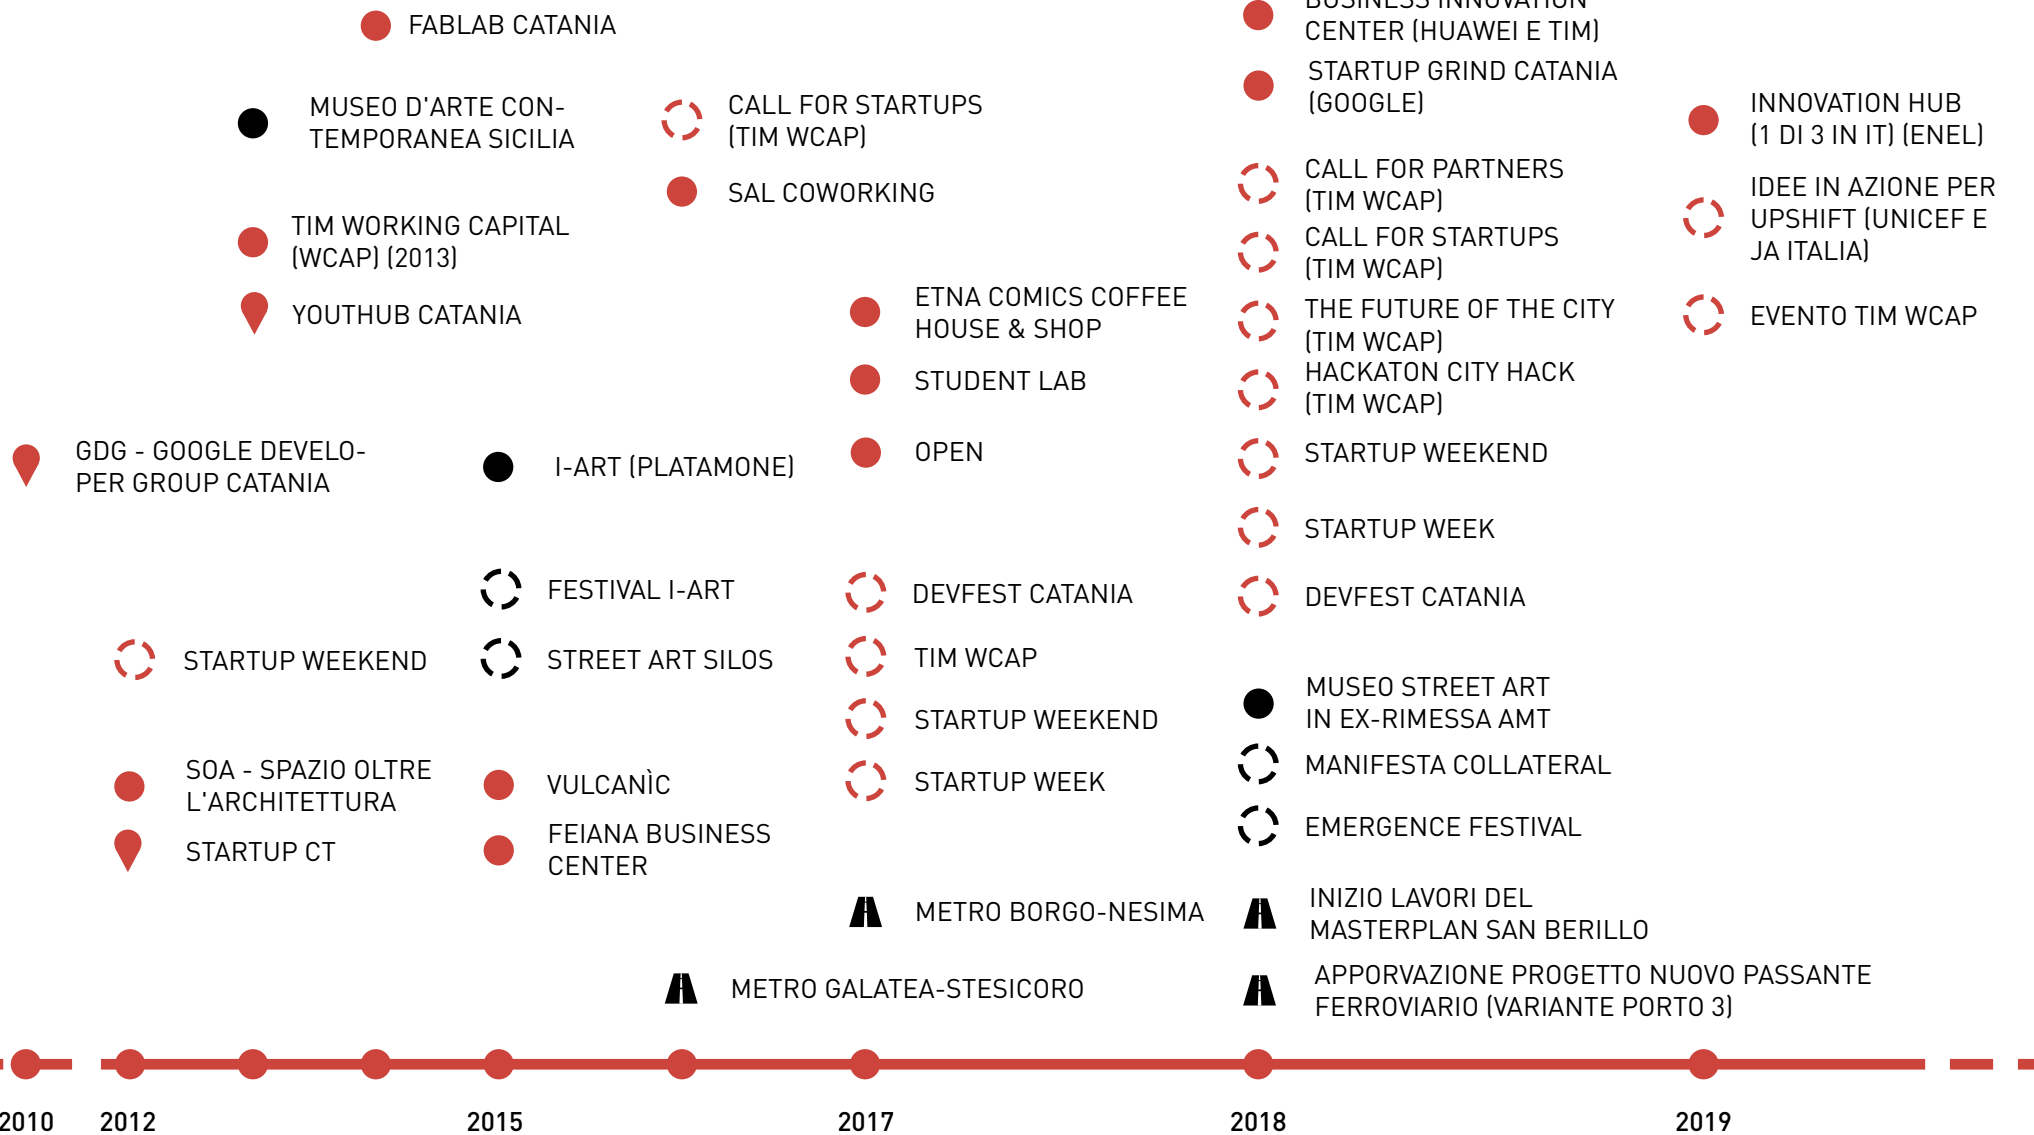 FABLAB CATANIA
MUSEO D'ARTE CON-
TEMPORANEA SICILIA
TIM WORKING CAPITAL
(WCAP) (2013)
YOUTHUB CATANIA
GDG - GOOGLE DEVELO-
PER GROUP CATANIA
STARTUP WEEKEND
SOA - SPAZIO OLTRE
L'ARCHITETTURA
STARTUP CT
CALL FOR STARTUPS
(TIM WCAP)
SAL COWORKING
I-ART (PLATAMONE)
FESTIVAL I-ART
STREET ART SILOS
VULCANÌC
FEIANA BUSINESS
CENTER
METRO GALATEA-STESICORO
ETNA COMICS COFFEE
HOUSE & SHOP
STUDENT LAB
OPEN
DEVFEST CATANIA
TIM WCAP
STARTUP WEEKEND
STARTUP WEEK
METRO BORGO-NESIMA
BUSINESS INNOVATION
CENTER (HUAWEI E TIM)
STARTUP GRIND CATANIA
(GOOGLE)
CALL FOR PARTNERS
(TIM WCAP)
CALL FOR STARTUPS
(TIM WCAP)
THE FUTURE OF THE CITY
(TIM WCAP)
HACKATON CITY HACK
(TIM WCAP)
STARTUP WEEKEND
STARTUP WEEK
DEVFEST CATANIA
MUSEO STREET ART
IN EX-RIMESSA AMT
MANIFESTA COLLATERAL
EMERGENCE FESTIVAL
INIZIO LAVORI DEL
MASTERPLAN SAN BERILLO
APPORVAZIONE PROGETTO NUOVO PASSANTE
FERROVIARIO (VARIANTE PORTO 3)
INNOVATION HUB
(1 DI 3 IN IT) (ENEL)
IDEE IN AZIONE PER
UPSHIFT (UNICEF E
JA ITALIA)
EVENTO TIM WCAP
2010
2012
2015
2017
2018
2019